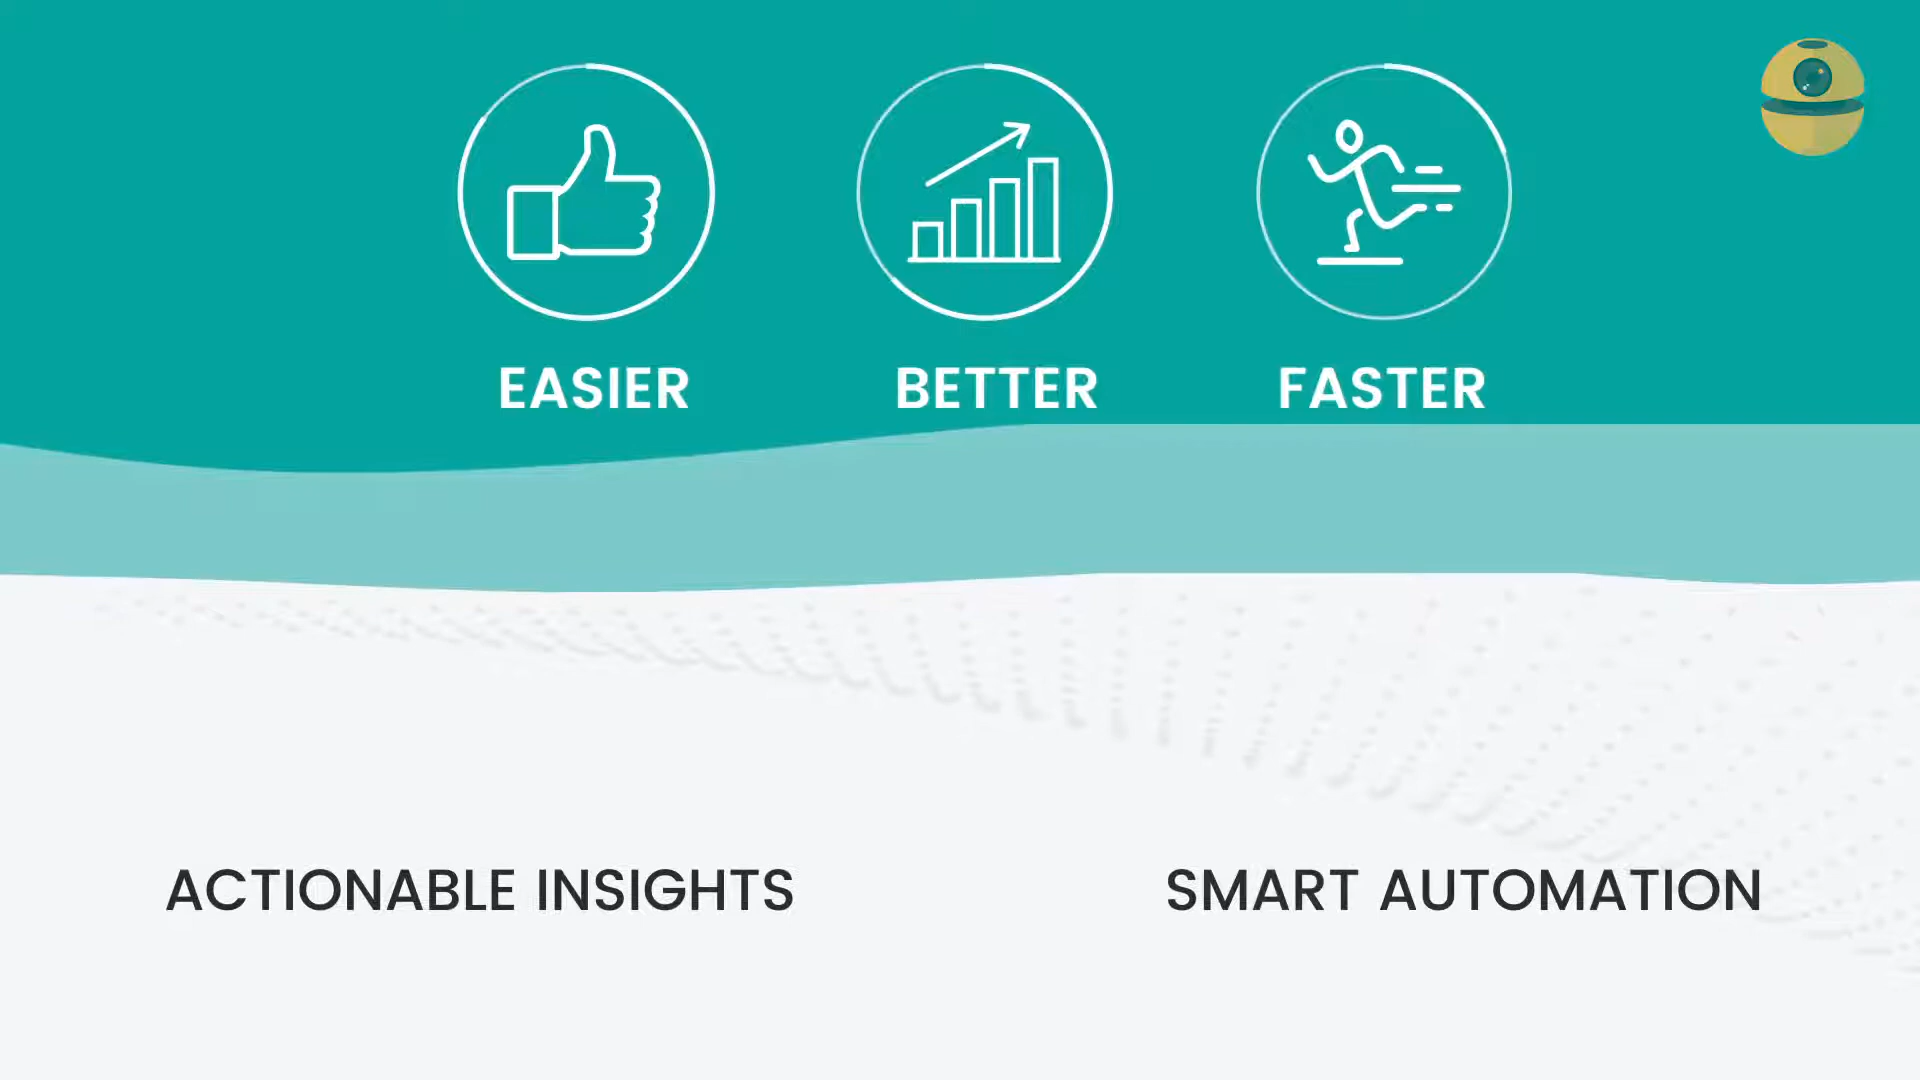 EASIER
BETTER
FASTER
ACTIONABLE INSIGHTS
SMART AUTOMATION